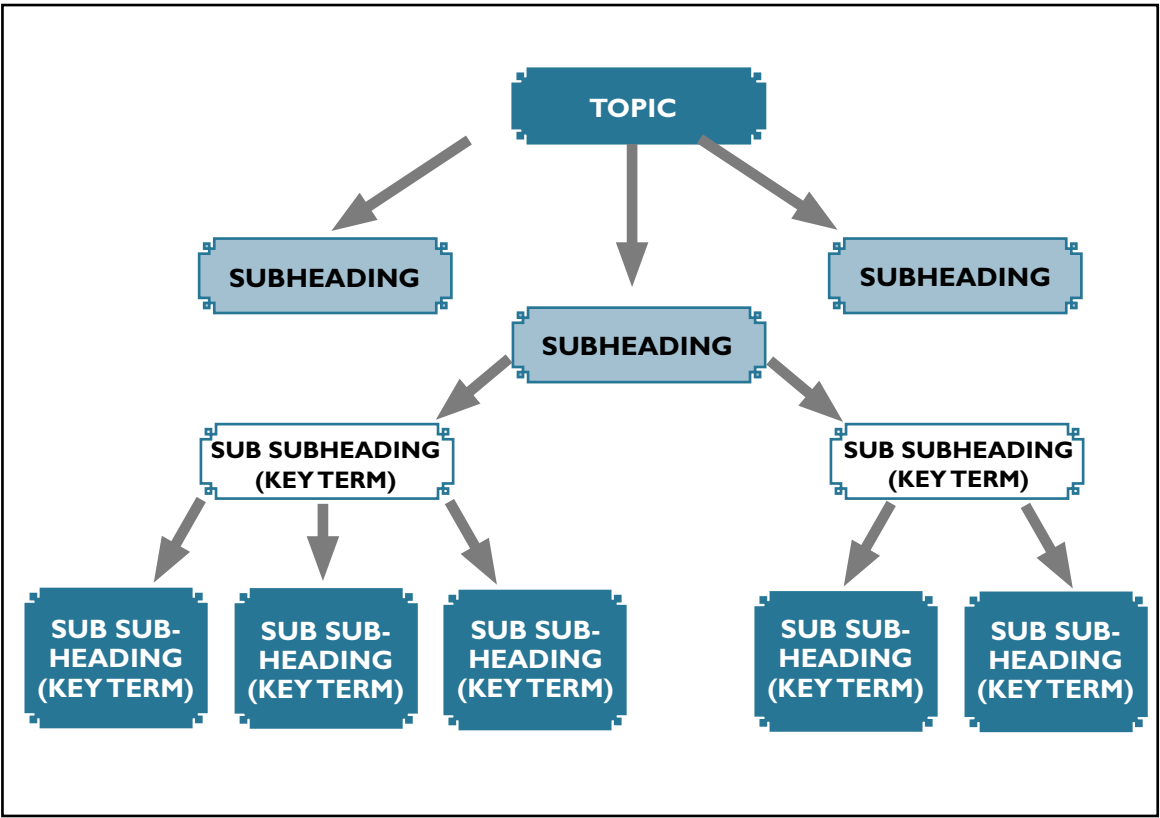 TOPIC
SUBHEADING
SUBHEADING
SUBHEADING
SUB SUBHEADING
(KEY TERM)
SUB SUBHEADING
(KEY TERM)
SUB SUB-
HEADING
(KEY TERM)
SUB SUB-
HEADING
(KEY TERM)
SUB SUB-
HEADING
(KEY TERM)
SUB SUB-
HEADING
(KEY TERM)
SUB SUB-
HEADING
(KEY TERM)